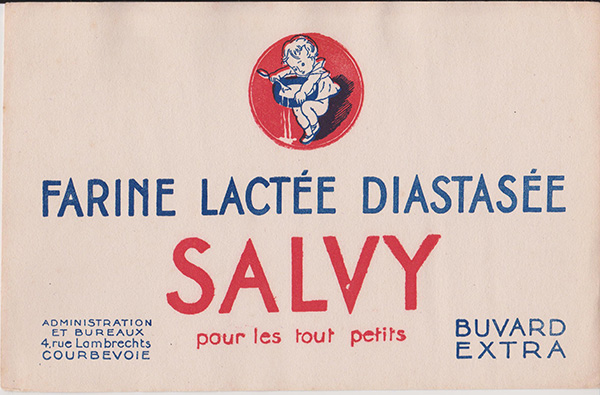 FARINE LACTÉE DIASTASÉE
SALVY
pour les tout petits
ADMINISTRATION
ET BUREAUX
4, rue Lambrechts
COURBEVOIE
BUVARD
EXTRA